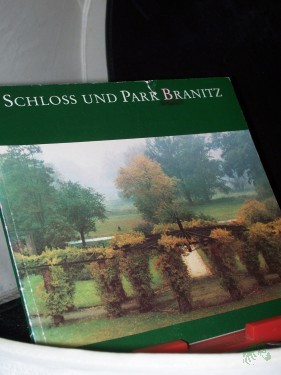 SCHLOSS UND PARK BRANITZ